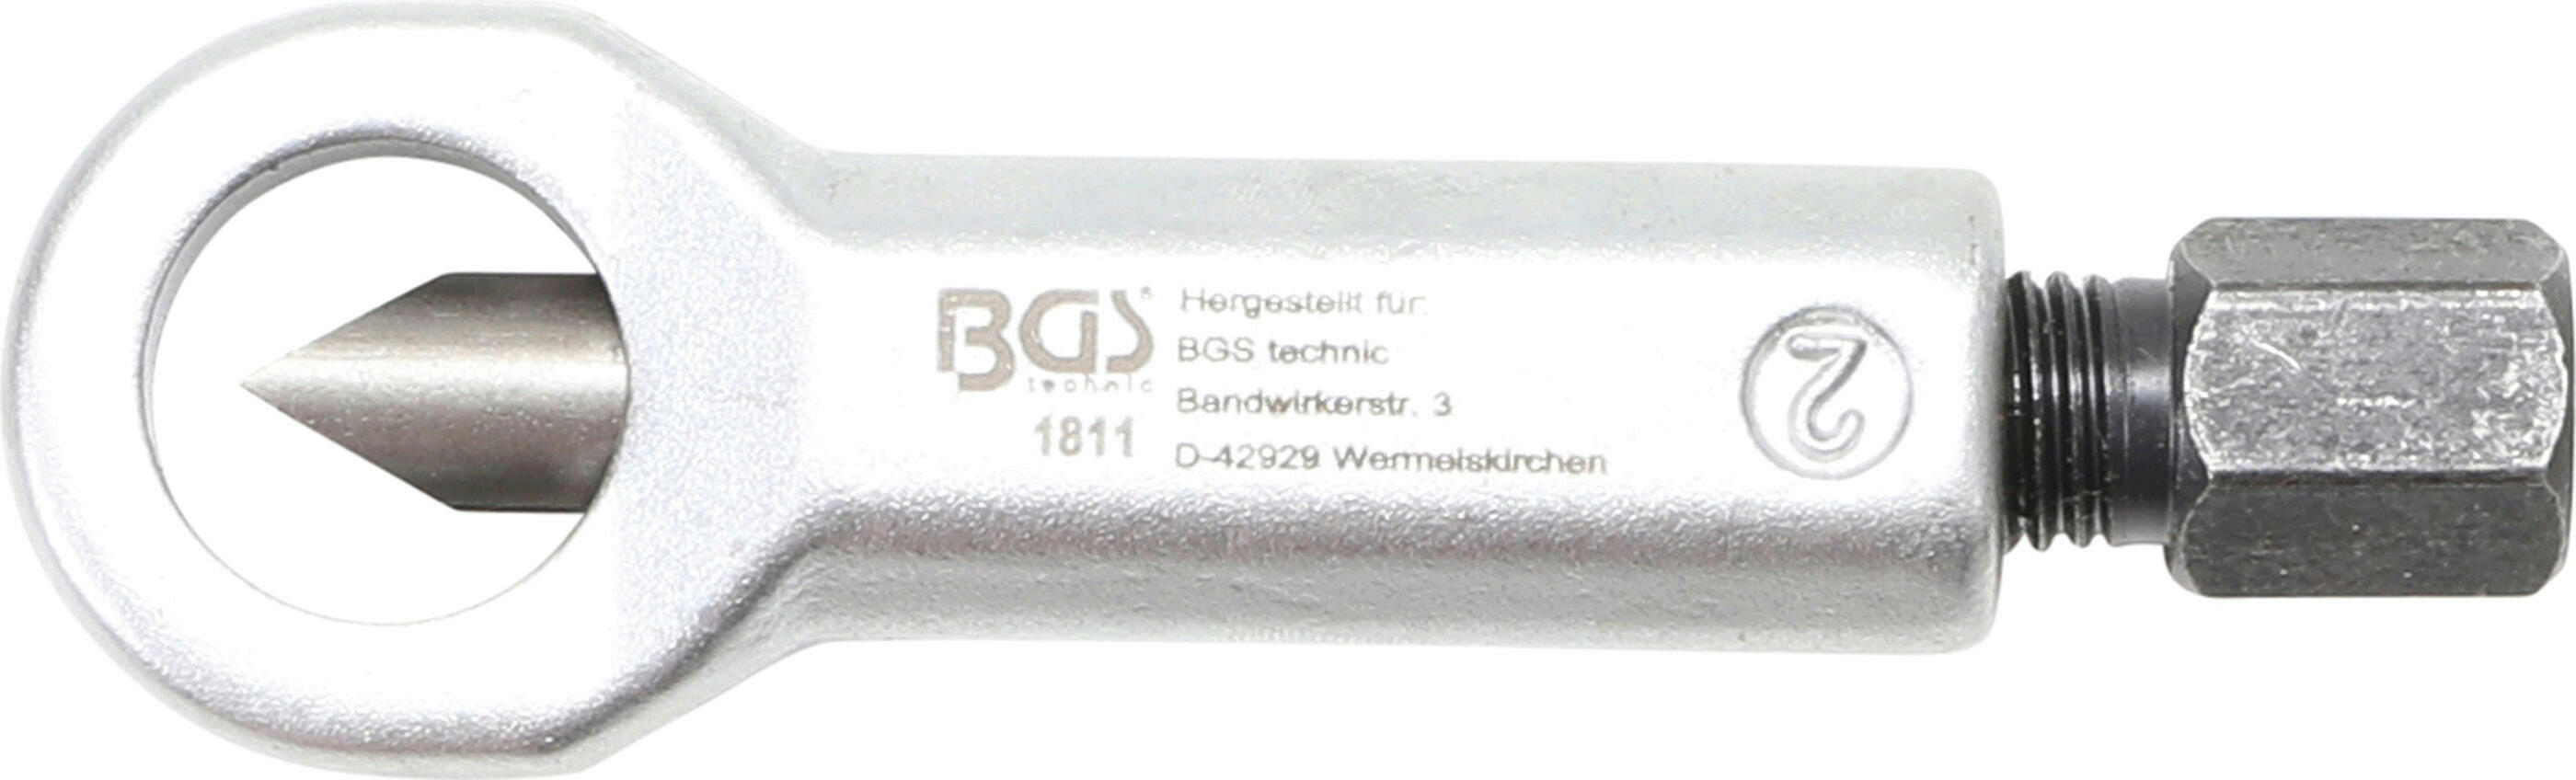 BGS
technic
1811
Hergestellt für:
BGS technic
Bandwirkerstr. 3
D-42929 Wermelskirchen
2